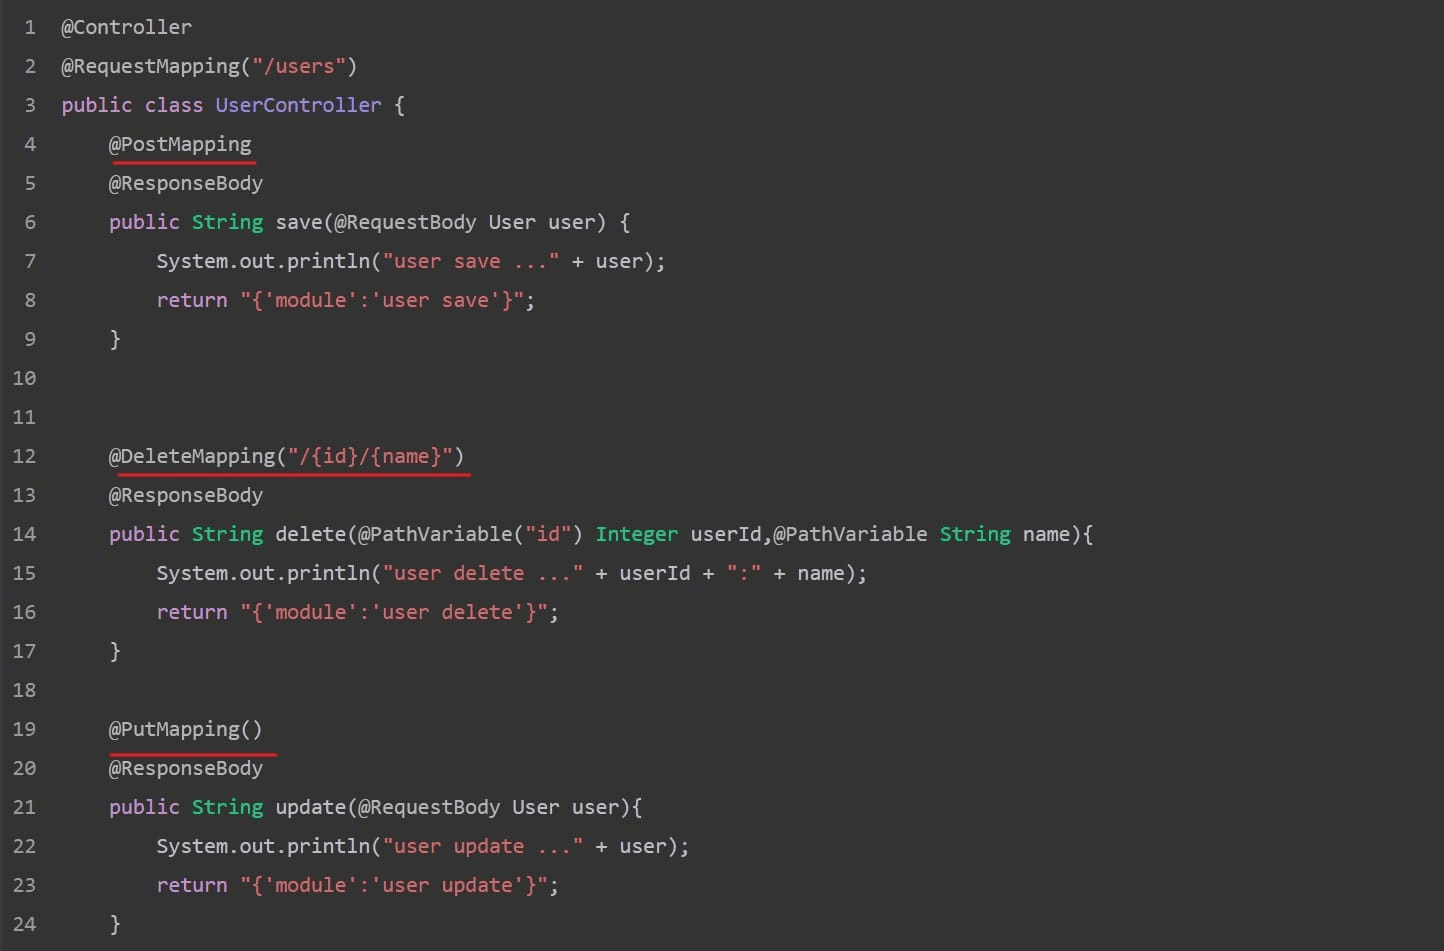 1 @Controller
2 @RequestMapping("/users")
3 public class UserController {
4 @PostMapping
5 @ResponseBody
6 public String save(@RequestBody User user) {
7 System.out.println("user save ..." + user);
8 return "{'module':'user save'}";
9 }
10
11
12 @DeleteMapping("/{id}/{name}")
13 @ResponseBody
14 public String delete(@PathVariable("id") Integer userId,@PathVariable String name){
15 System.out.println("user delete ..." + userId + ":" + name);
16 return "{'module':'user delete'}";
17 }
18
19 @PutMapping()
20 @ResponseBody
21 public String update(@RequestBody User user){
22 System.out.println("user update ..." + user);
23 return "{'module':'user update'}";
24 }